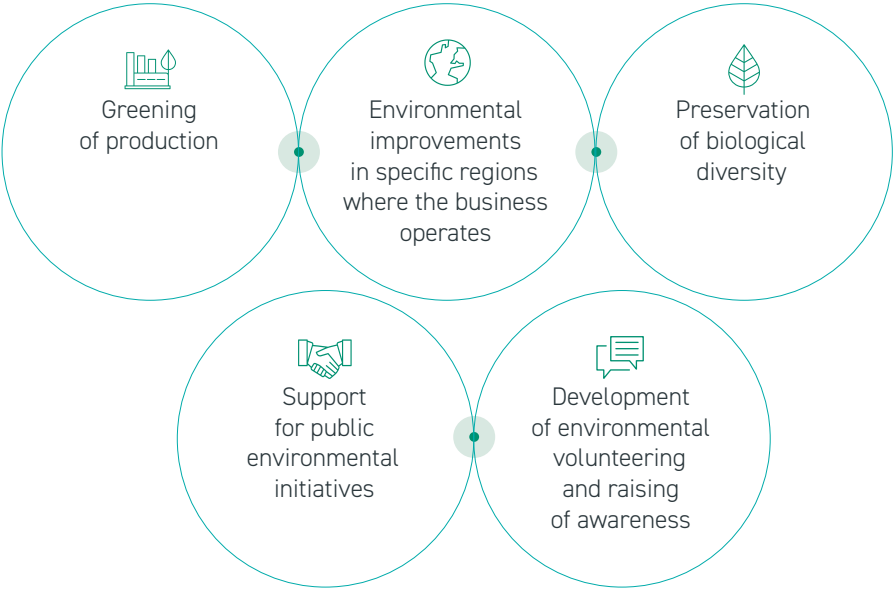 Greening
of production
Environmental
improvements
in specific regions
where the business
operates
Preservation
of biological
diversity
Support
for public
environmental
initiatives
Development
of environmental
volunteering
and raising
of awareness